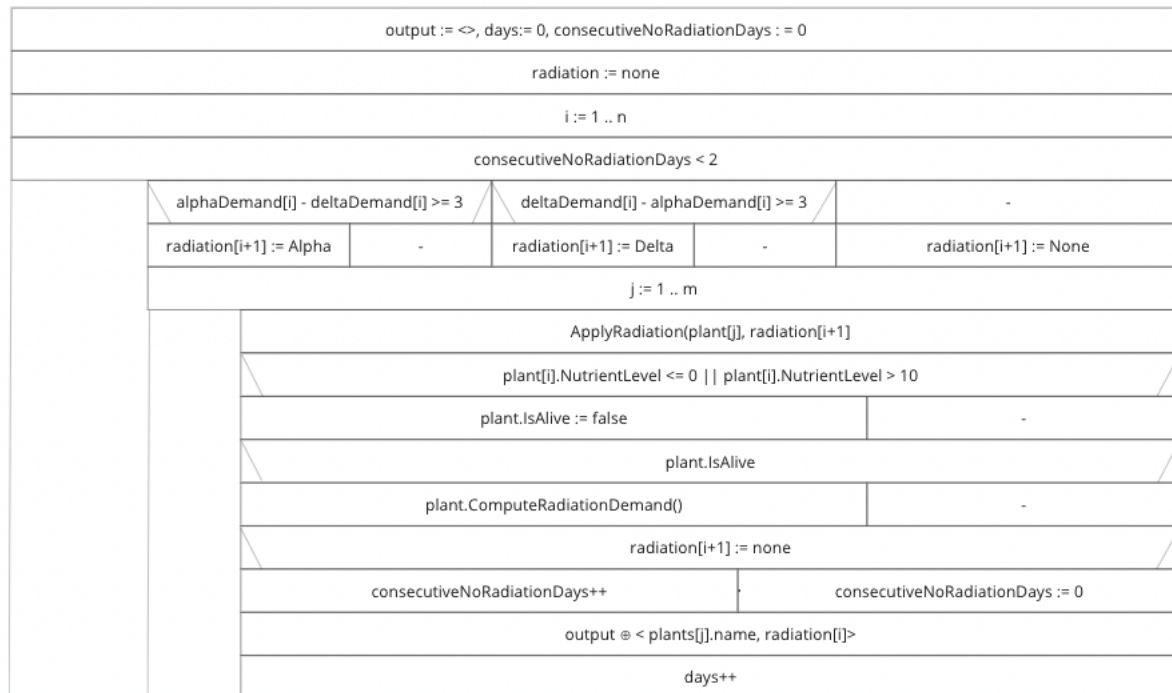 output := <>, days:= 0, consecutiveNoRadiationDays : = 0
radiation := none
i := 1 .. n
consecutiveNoRadiationDays < 2
alphaDemand[i] - deltaDemand[i] >= 3 deltaDemand[i] - alphaDemand[i] >= 3 -
radiation[i+1] := Alpha - radiation[i+1] := Delta - radiation[i+1] := None
j := 1 .. m
ApplyRadiation(plant[j], radiation[i+1]
plant[i].NutrientLevel <= 0 || plant[i].NutrientLevel > 10
plant.IsAlive := false -
plant.IsAlive
plant.ComputeRadiationDemand() -
radiation[i+1] := none
consecutiveNoRadiationDays++ consecutiveNoRadiationDays := 0
output ⊕ < plants[j].name, radiation[i]>
days++